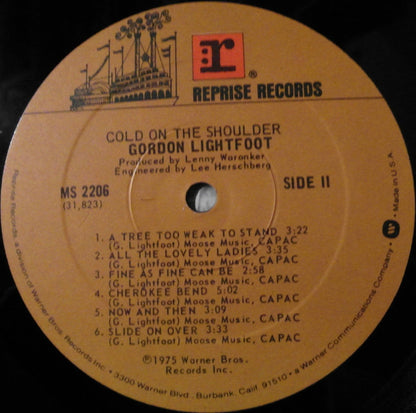 r
®
REPRISE RECORDS
COLD ON THE SHOULDER
GORDON LIGHTFOOT
Produced by Lenny Waronker
Engineered by Lee Herschberg
MS 2206
(31,823)
SIDE II
1. A TREE TOO WEAK TO STAND 3:22
(G. Lightfoot) Moose Music, CAPAC
2. ALL THE LOVELY LADIES 3:35
(G. Lightfoot) Moose Music, CAPAC
3. FINE AS FINE CAN BE 2:58
(G. Lightfoot) Moose Music, CAPAC
4. CHEROKEE BEND 5:02
(G. Lightfoot) Moose Music, CAPAC
5. NOW AND THEN 3:09
(G. Lightfoot) Moose Music, CAPAC
6. SLIDE ON OVER 3:33
(G. Lightfoot) Moose Music, CAPAC
℗1975 Warner Bros.
Records Inc.
Reprise Records, a division of Warner Bros. Records Inc. • 3300 Warner Blvd., Burbank, Calif. 91510 • a Warner Communications Company • W • Made in U.S.A.